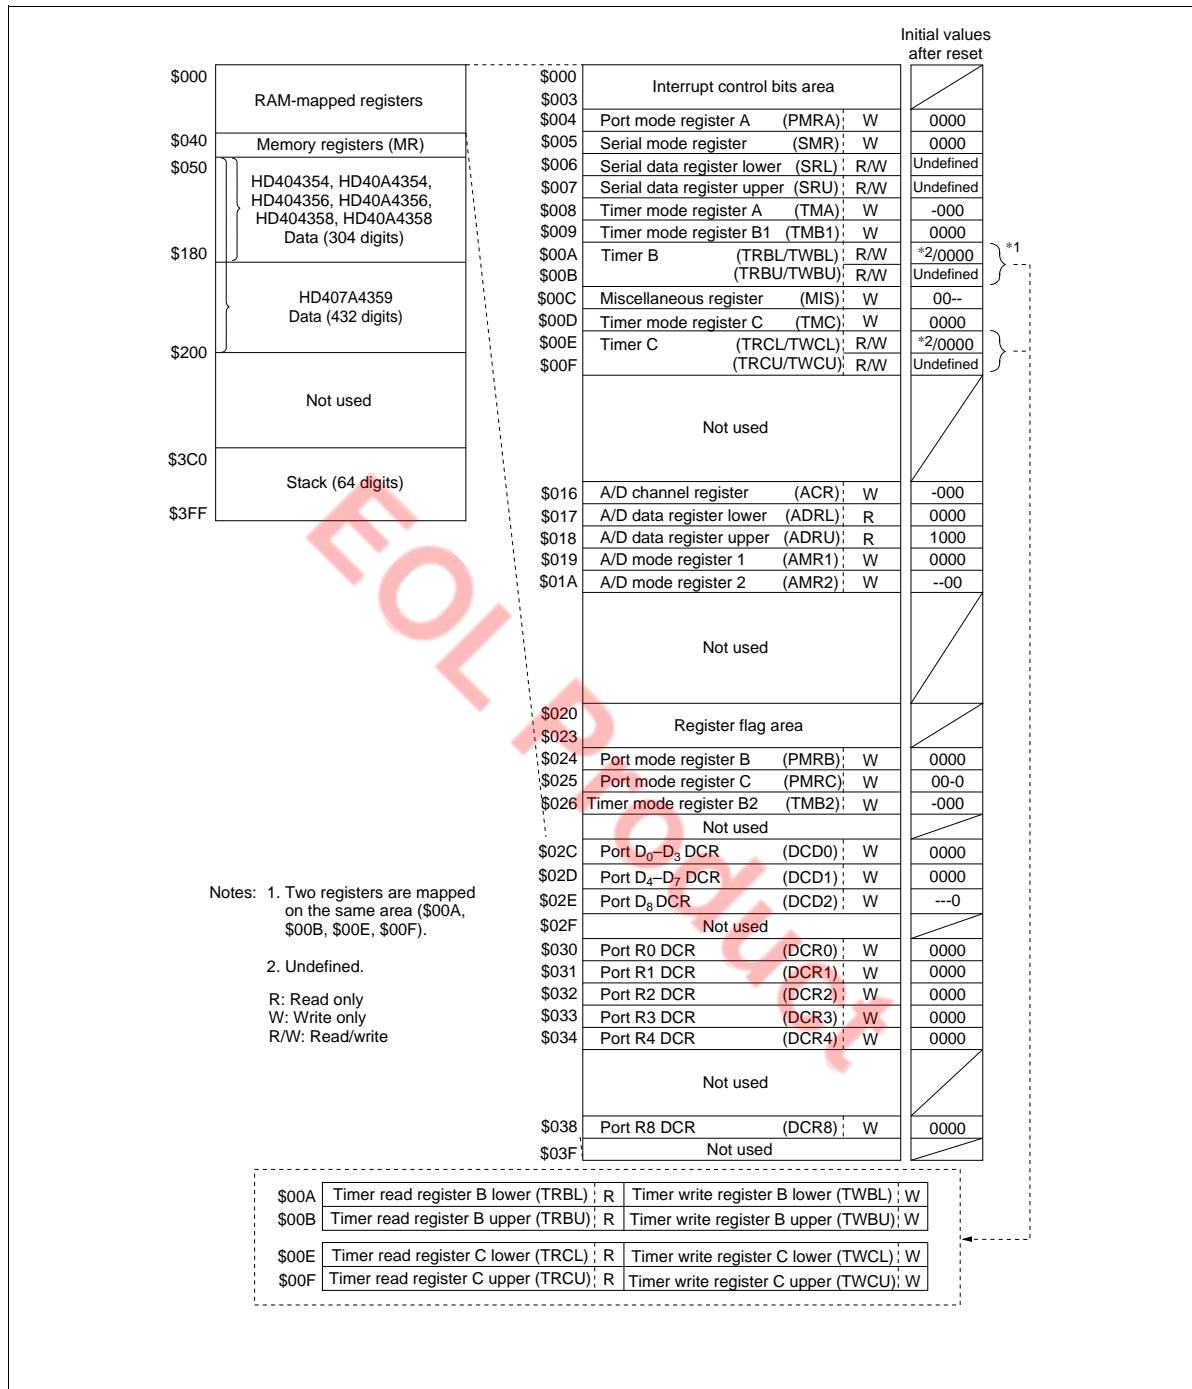 Initial values
after reset
$000
RAM-mapped registers
$040
Memory registers (MR)
$050
HD404354, HD40A4354,
HD404356, HD40A4356,
HD404358, HD40A4358
Data (304 digits)
$180
HD407A4359
Data (432 digits)
$200
Not used
$3C0
Stack (64 digits)
$3FF
$000
Interrupt control bits area
$003
$004 Port mode register A (PMRA) W 0000
$005 Serial mode register (SMR) W 0000
$006 Serial data register lower (SRL) R/W Undefined
$007 Serial data register upper (SRU) R/W Undefined
$008 Timer mode register A (TMA) W -000
$009 Timer mode register B1 (TMB1) W 0000
$00A Timer B (TRBL/TWBL) R/W *2/0000 *1
$00B (TRBU/TWBU) R/W Undefined
$00C Miscellaneous register (MIS) W 00--
$00D Timer mode register C (TMC) W 0000
$00E Timer C (TRCL/TWCL) R/W *2/0000
$00F (TRCU/TWCU) R/W Undefined
Not used
$016 A/D channel register (ACR) W -000
$017 A/D data register lower (ADRL) R 0000
$018 A/D data register upper (ADRU) R 1000
$019 A/D mode register 1 (AMR1) W 0000
$01A A/D mode register 2 (AMR2) W --00
Not used
$020
Register flag area
$023
$024 Port mode register B (PMRB) W 0000
$025 Port mode register C (PMRC) W 00-0
$026 Timer mode register B2 (TMB2) W -000
Not used
$02C Port D0–D3 DCR (DCD0) W 0000
$02D Port D4–D7 DCR (DCD1) W 0000
$02E Port D8 DCR (DCD2) W ---0
$02F Not used
$030 Port R0 DCR (DCR0) W 0000
$031 Port R1 DCR (DCR1) W 0000
$032 Port R2 DCR (DCR2) W 0000
$033 Port R3 DCR (DCR3) W 0000
$034 Port R4 DCR (DCR4) W 0000
Not used
$038 Port R8 DCR (DCR8) W 0000
$03F Not used
Notes: 1. Two registers are mapped
on the same area ($00A,
$00B, $00E, $00F).
2. Undefined.
R: Read only
W: Write only
R/W: Read/write
$00A Timer read register B lower (TRBL) R Timer write register B lower (TWBL) W
$00B Timer read register B upper (TRBU) R Timer write register B upper (TWBU) W
$00E Timer read register C lower (TRCL) R Timer write register C lower (TWCL) W
$00F Timer read register C upper (TRCU) R Timer write register C upper (TWCU) W
EOL Product